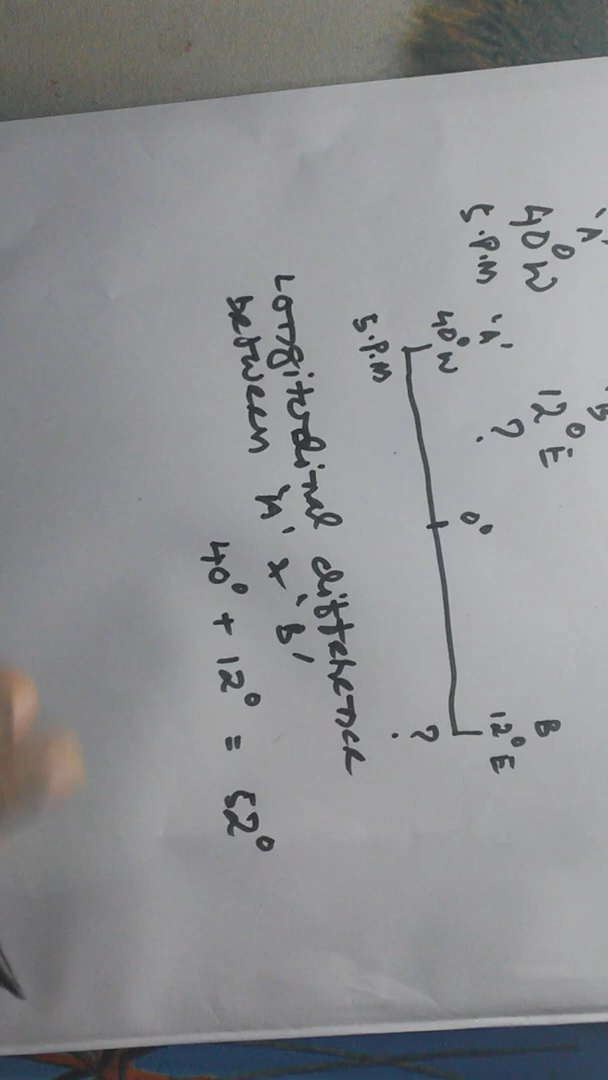 'A' 'B'
40°W 12°E
5.P.M ?
'A' 0° B
40°W 12°E
5.P.M ?
Longitudinal difference
between 'A' & 'B'
40° + 12° = 52°